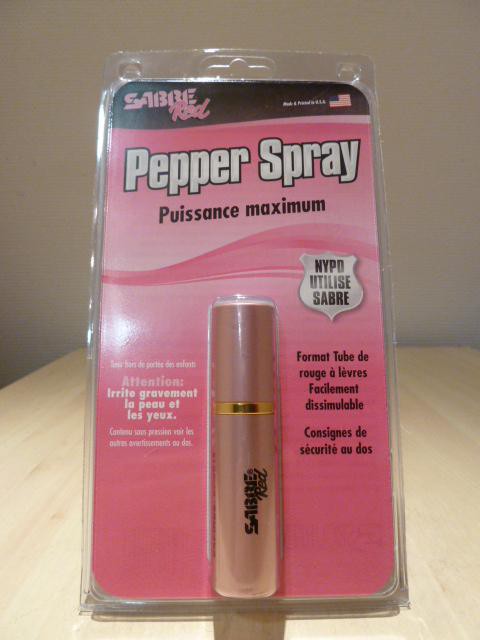 SABRE
Red
Made & Printed in U.S.A.
Pepper Spray
Puissance maximum
NYPD
UTILISE
SABRE
Tenir hors de portée des enfants
Attention:
Irrite gravement
la peau et
les yeux.
Contenu sous pression voir les
autres avertissements au dos.
Format Tube de
rouge à lèvres
Facilement
dissimulable
Consignes de
sécurité au dos
SABRE Red